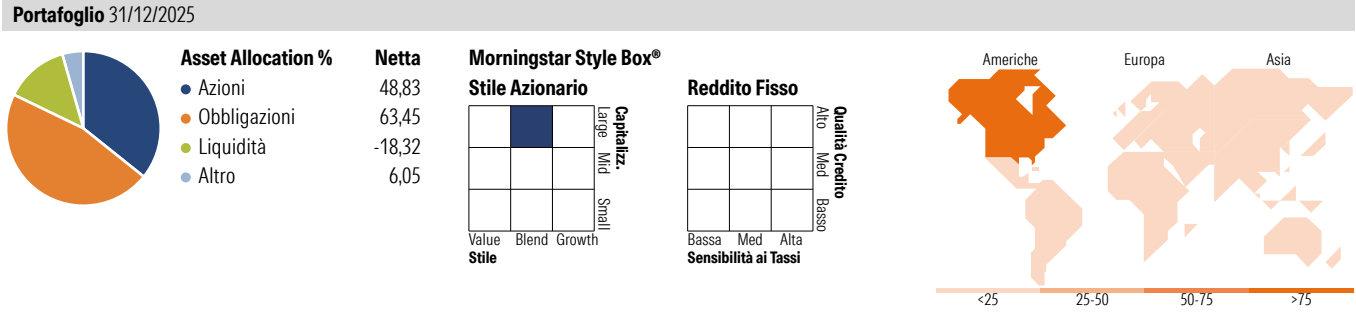 Portafoglio 31/12/2025
Asset Allocation % Netta
Azioni 48,83
Obbligazioni 63,45
Liquidità -18,32
Altro 6,05
Morningstar Style Box®
Stile Azionario
Large Mid Small
Capitalizz.
Value Blend Growth
Stile
Reddito Fisso
Alto Med Basso
Qualità Credito
Bassa Med Alta
Sensibilità ai Tassi
Americhe Europa Asia
<25 25-50 50-75 >75